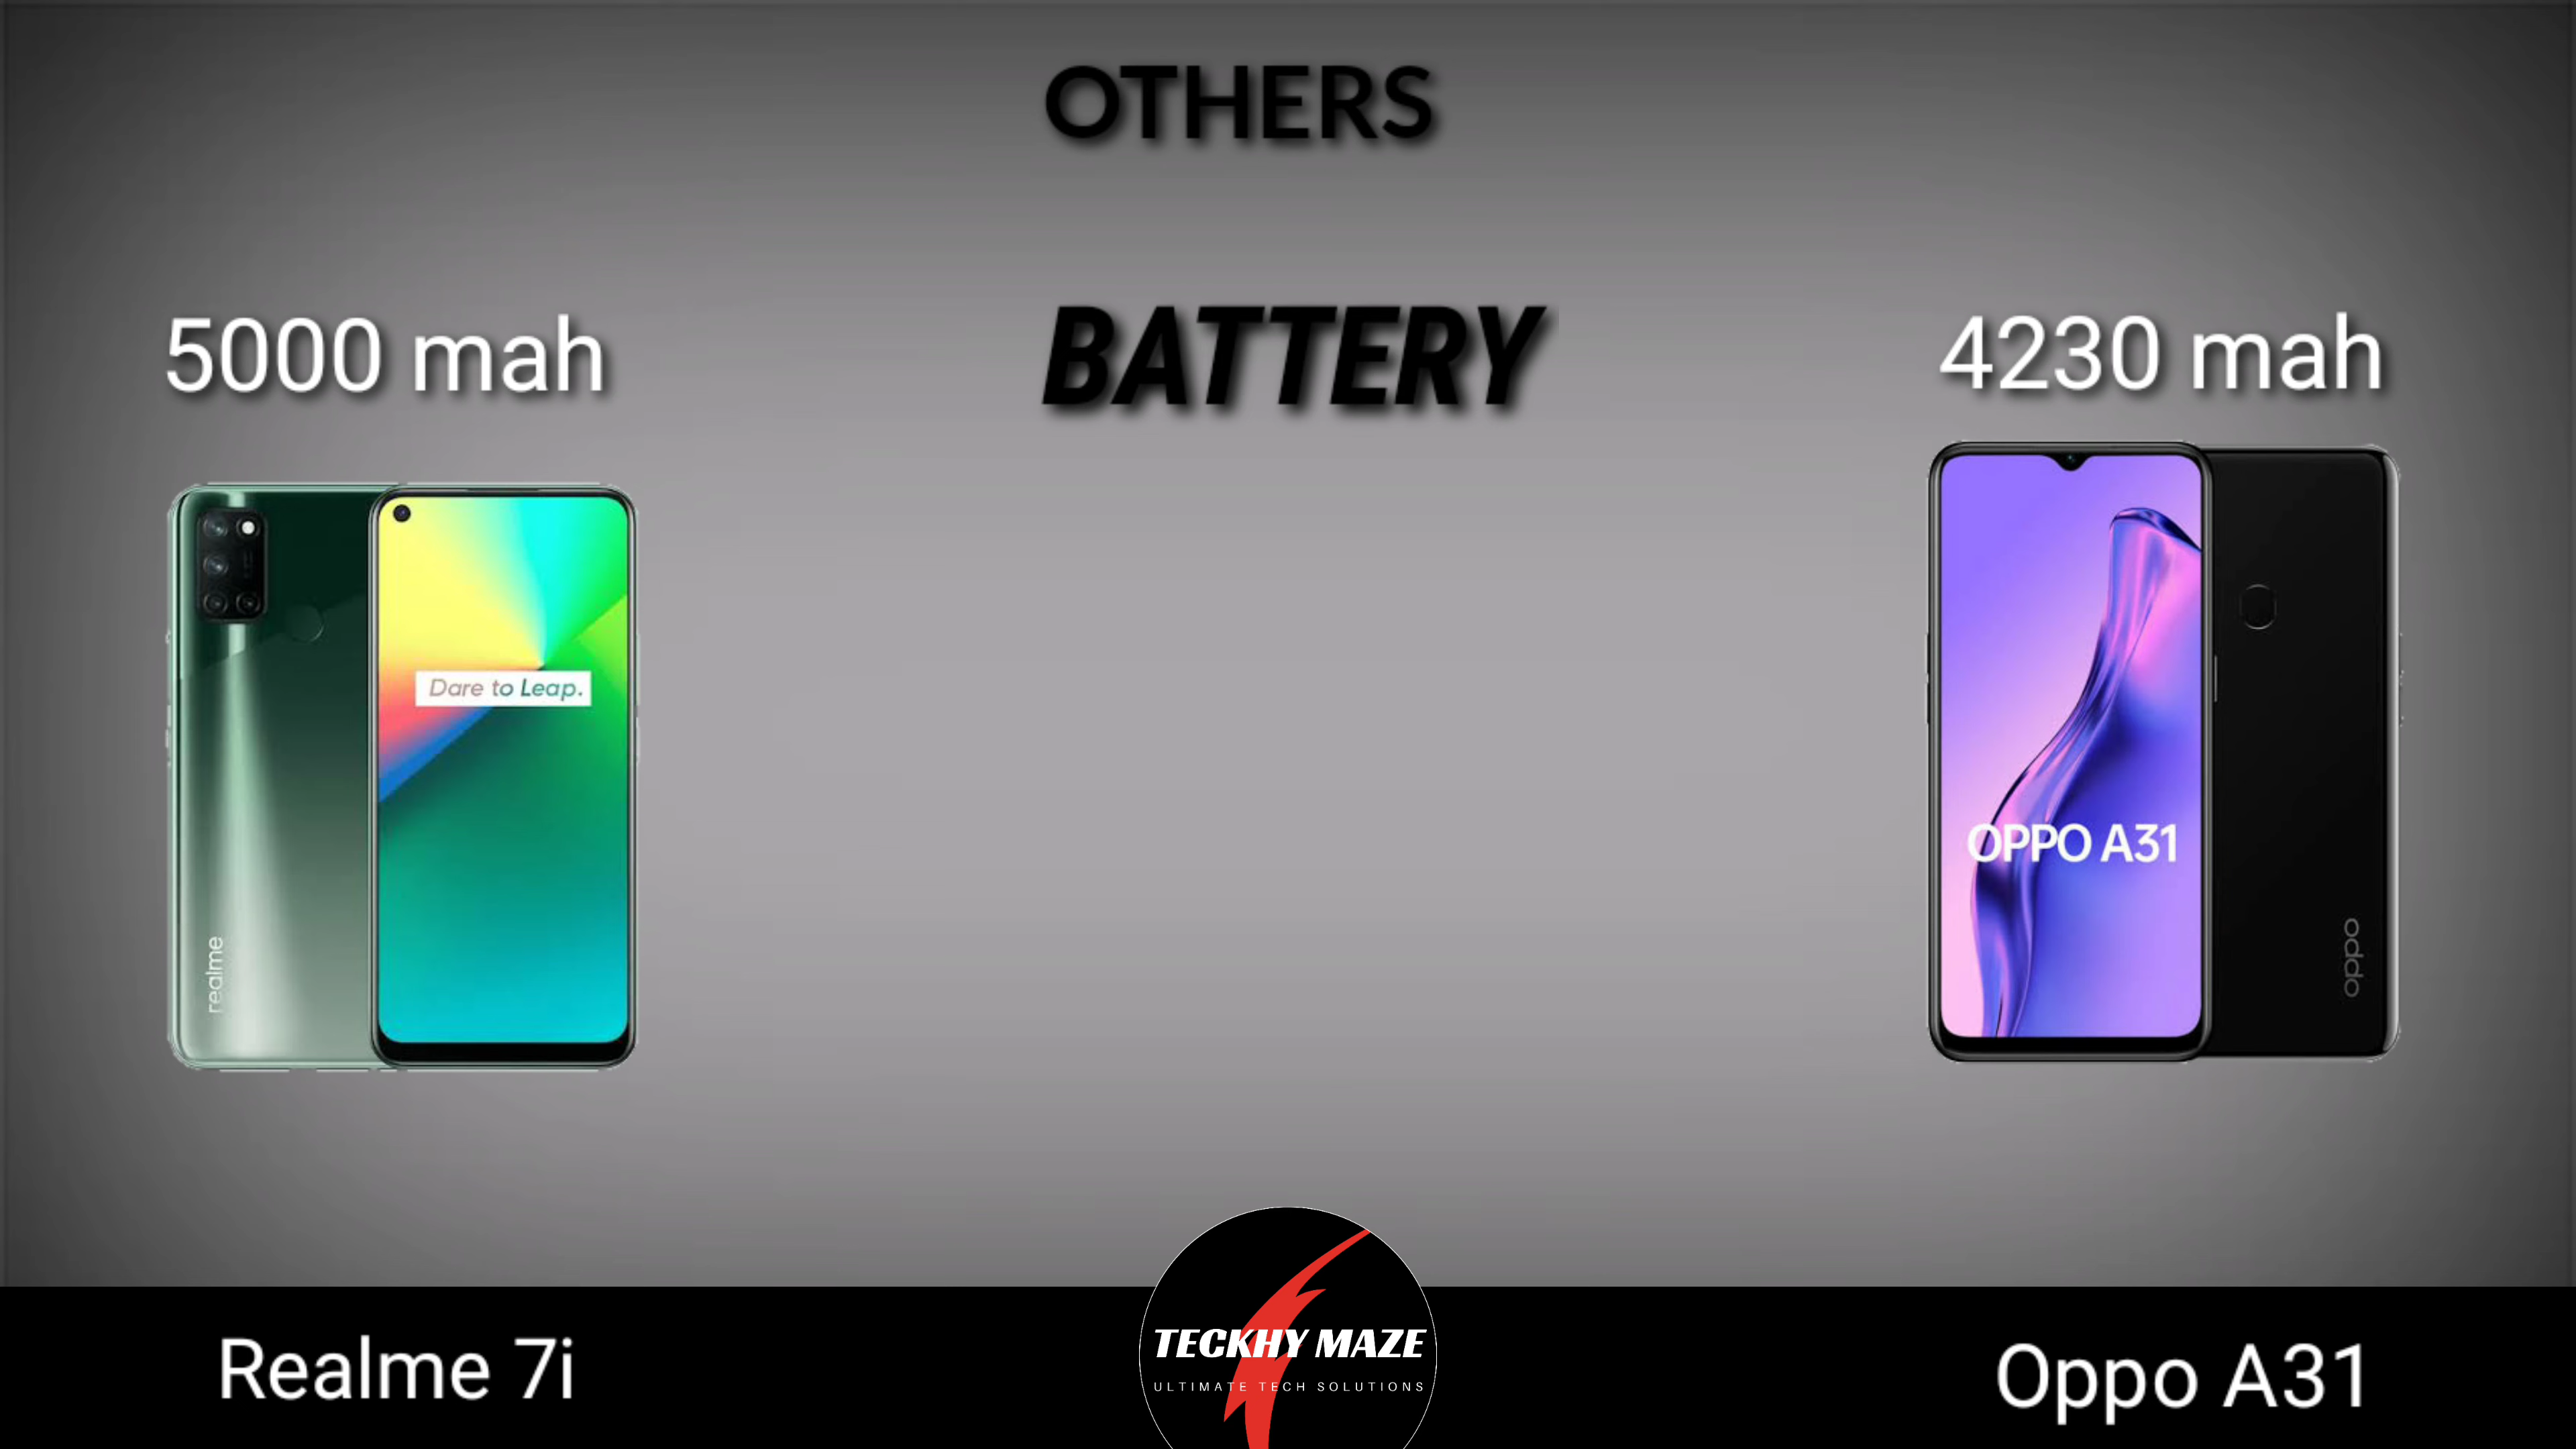 OTHERS
5000 mah
BATTERY
4230 mah
Dare to Leap.
realme
OPPO A31
oppo
Realme 7i
TECKHY MAZE
ULTIMATE TECH SOLUTIONS
Oppo A31